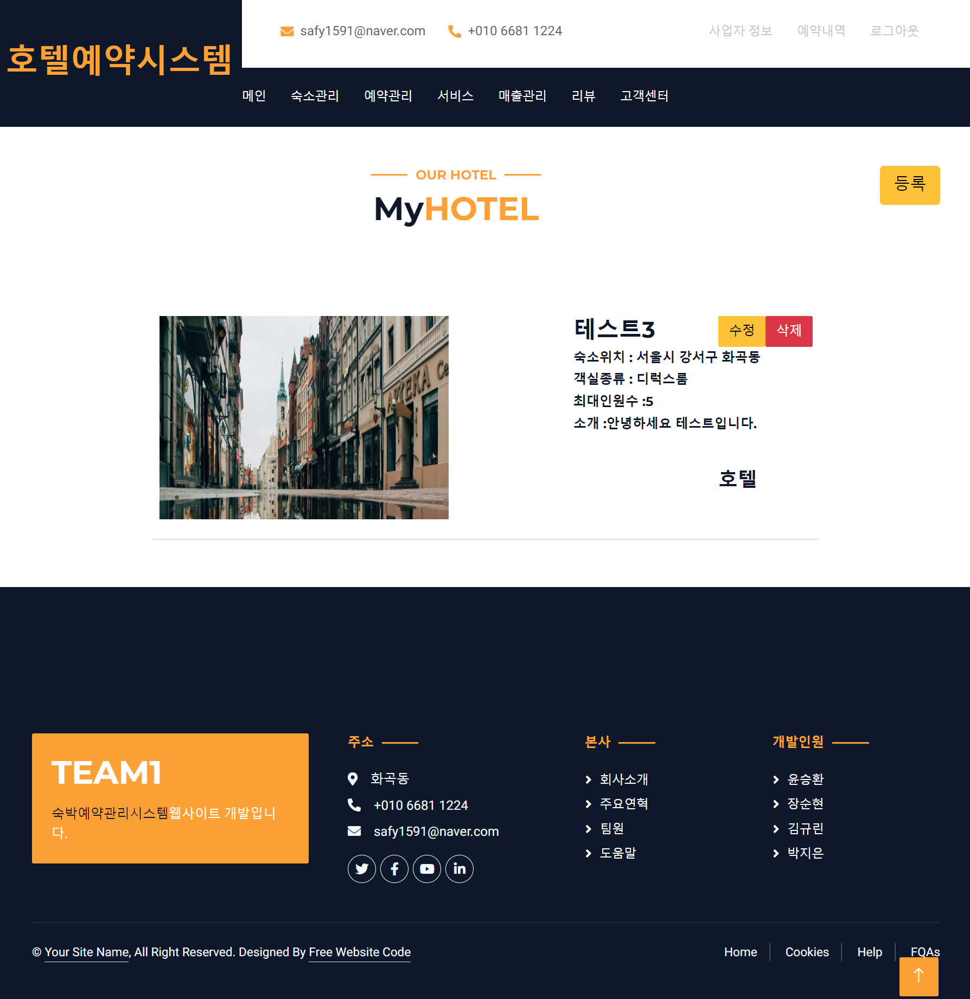 호텔예약시스템
safy1591@naver.com +010 6681 1224 사업자 정보 예약내역 로그아웃
메인 숙소관리 예약관리 서비스 매출관리 리뷰 고객센터
OUR HOTEL
MyHOTEL
등록
APTEKA Ce
테스트3
수정 삭제
숙소위치 : 서울시 강서구 화곡동
객실종류 : 디럭스룸
최대인원수 :5
소개 :안녕하세요 테스트입니다.
호텔
TEAM1
숙박예약관리시스템웹사이트 개발입니
다.
주소
화곡동
+010 6681 1224
safy1591@naver.com
본사
회사소개
주요연혁
팀원
도움말
개발인원
윤승환
장순현
김규린
박지은
© Your Site Name, All Right Reserved. Designed By Free Website Code
Home Cookies Help FQAs